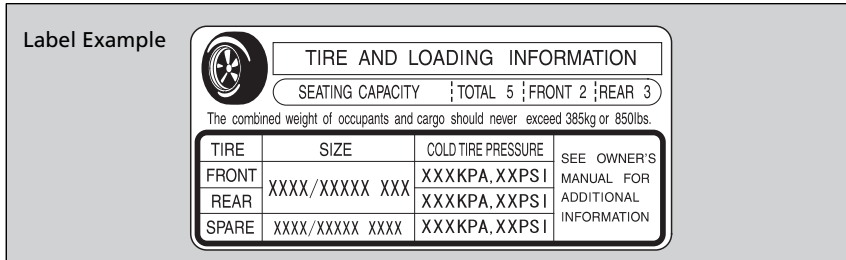 Label Example
TIRE AND LOADING INFORMATION
SEATING CAPACITY TOTAL 5 FRONT 2 REAR 3
The combined weight of occupants and cargo should never exceed 385kg or 850lbs.
TIRE SIZE COLD TIRE PRESSURE SEE OWNER'S MANUAL FOR ADDITIONAL INFORMATION
FRONT XXXX/XXXXX XXX XXXKPA,XXPSI
REAR XXXKPA,XXPSI
SPARE XXXX/XXXXX XXXX XXXKPA,XXPSI